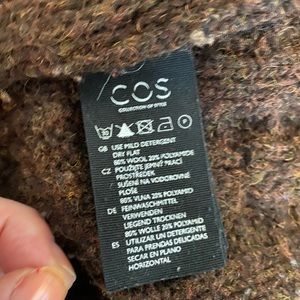 COS
COLLECTION OF STYLE
GB USE MILD DETERGENT
DRY FLAT
80% WOOL 20% POLYAMIDE
CZ POUŽIJTE JEMNÝ PRACÍ
PROSTŘEDEK
SUŠENÍ NA VODOROVNÉ
PLOŠE
80% VLNA 20% POLYAMID
DE FEINWASCHMITTEL
VERWENDEN
LIEGEND TROCKNEN
80% WOLLE 20% POLYAMID
ES UTILIZAR UN DETERGENTE
PARA PRENDAS DELICADAS
SECAR EN PLANO
HORIZONTAL